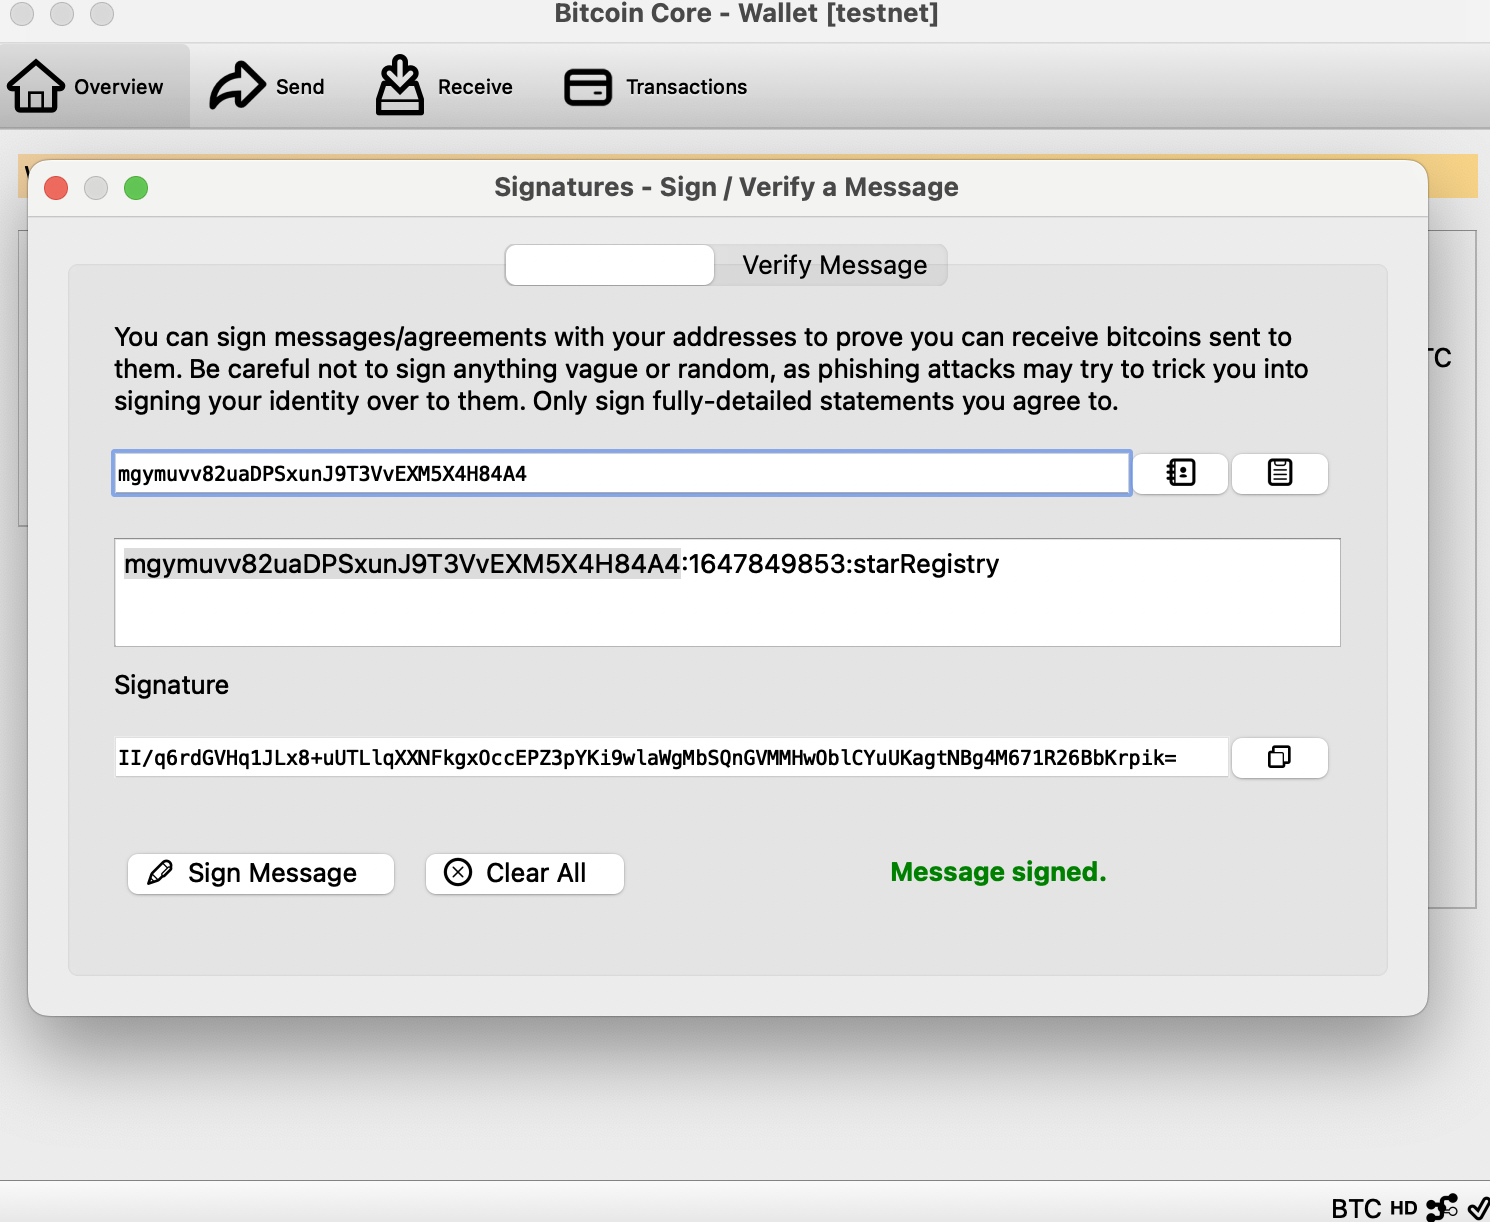 Bitcoin Core - Wallet [testnet]
Overview
Send
Receive
Transactions
Signatures - Sign / Verify a Message
Verify Message
You can sign messages/agreements with your addresses to prove you can receive bitcoins sent to
them. Be careful not to sign anything vague or random, as phishing attacks may try to trick you into
signing your identity over to them. Only sign fully-detailed statements you agree to.
mgymuvv82uaDPSxunJ9T3VvEXM5X4H84A4
mgymuvv82uaDPSxunJ9T3VvEXM5X4H84A4:1647849853:starRegistry
Signature
II/q6rdGVHq1JLx8+uUTLlqXXNFkgxOccEPZ3pYKi9wlaWgMbSQnGVMMHwOblCYuUKagtNBg4M671R26BbKrpik=
Sign Message
Clear All
Message signed.
BTC HD